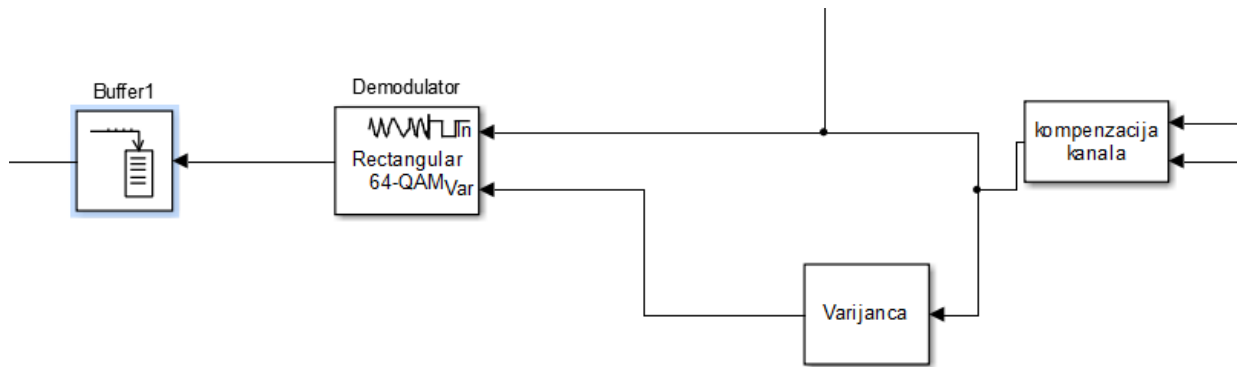 Buffer1
Demodulator
In
Rectangular
64-QAM
Var
kompenzacija
kanala
Varijanca